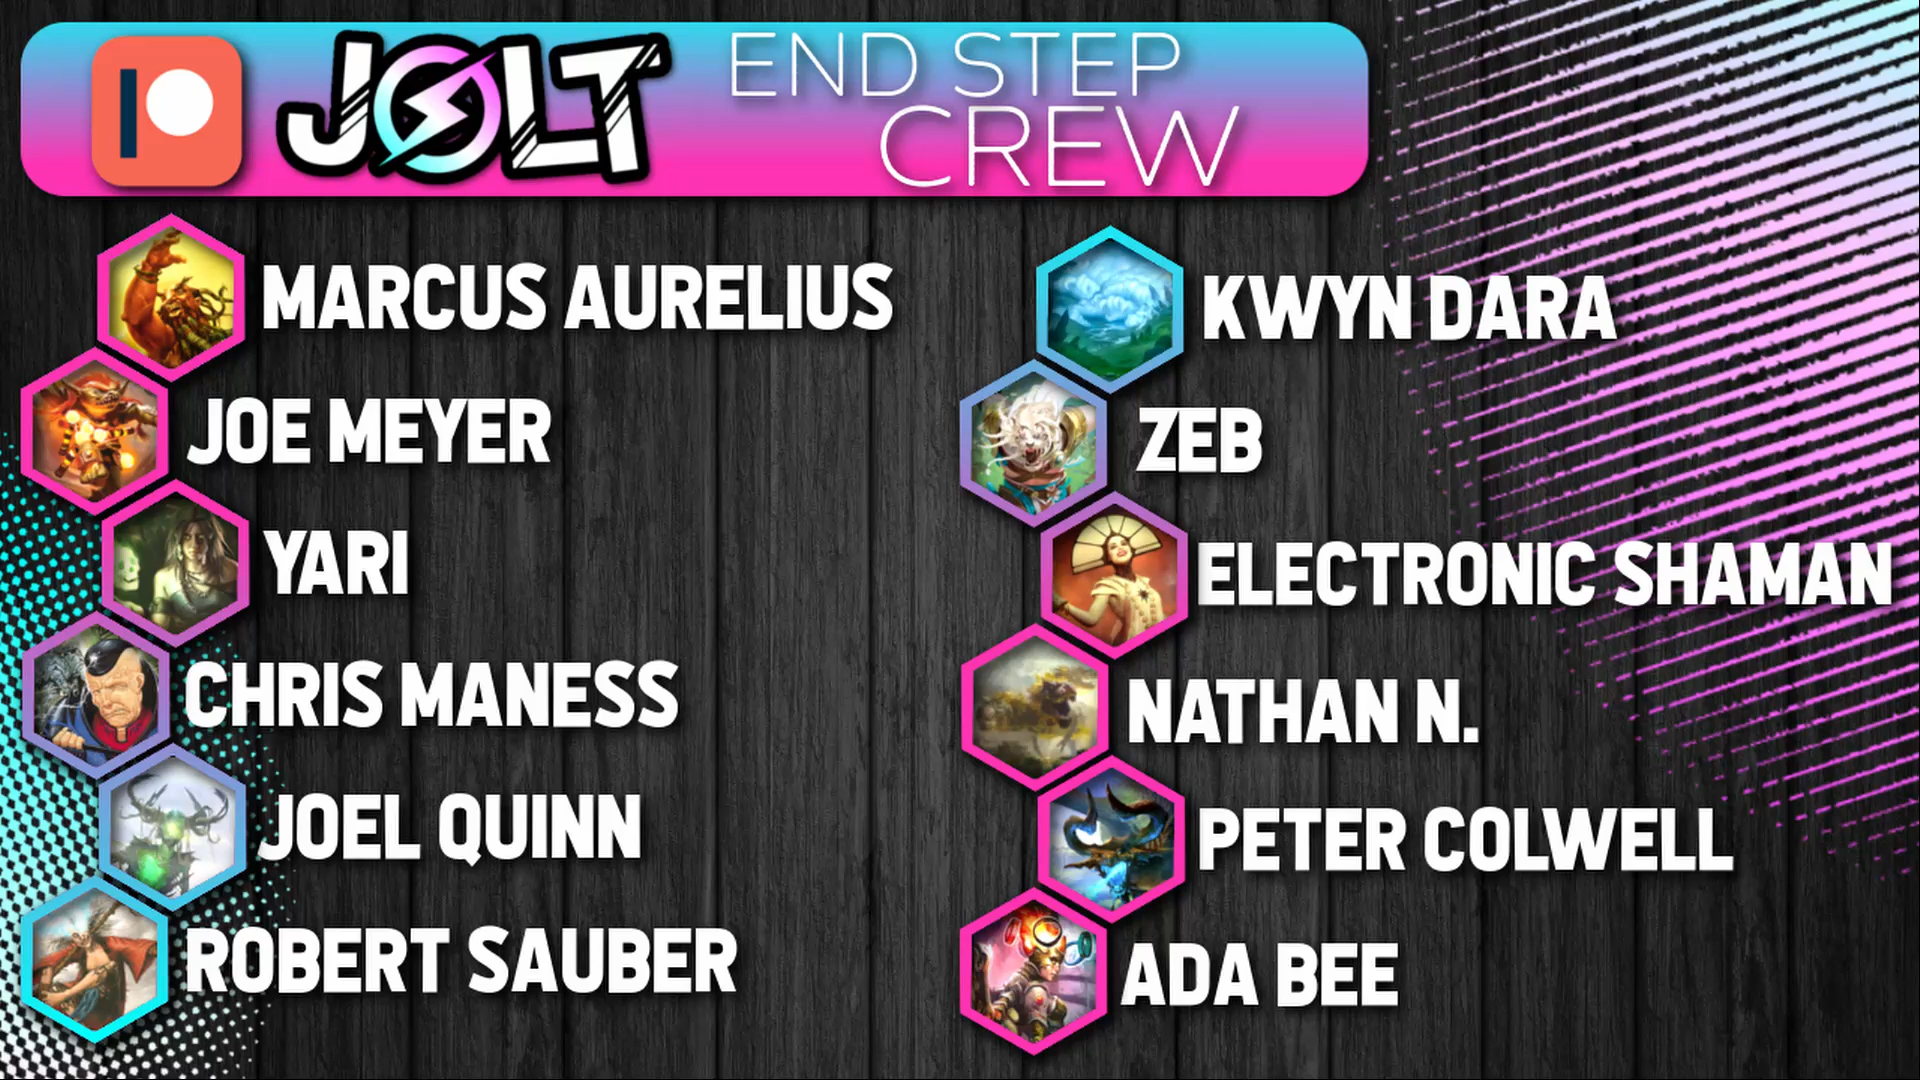 JOLT
END STEP
CREW
MARCUS AURELIUS
JOE MEYER
YARI
CHRIS MANESS
JOEL QUINN
ROBERT SAUBER
KWYN DARA
ZEB
ELECTRONIC SHAMAN
NATHAN N.
PETER COLWELL
ADA BEE